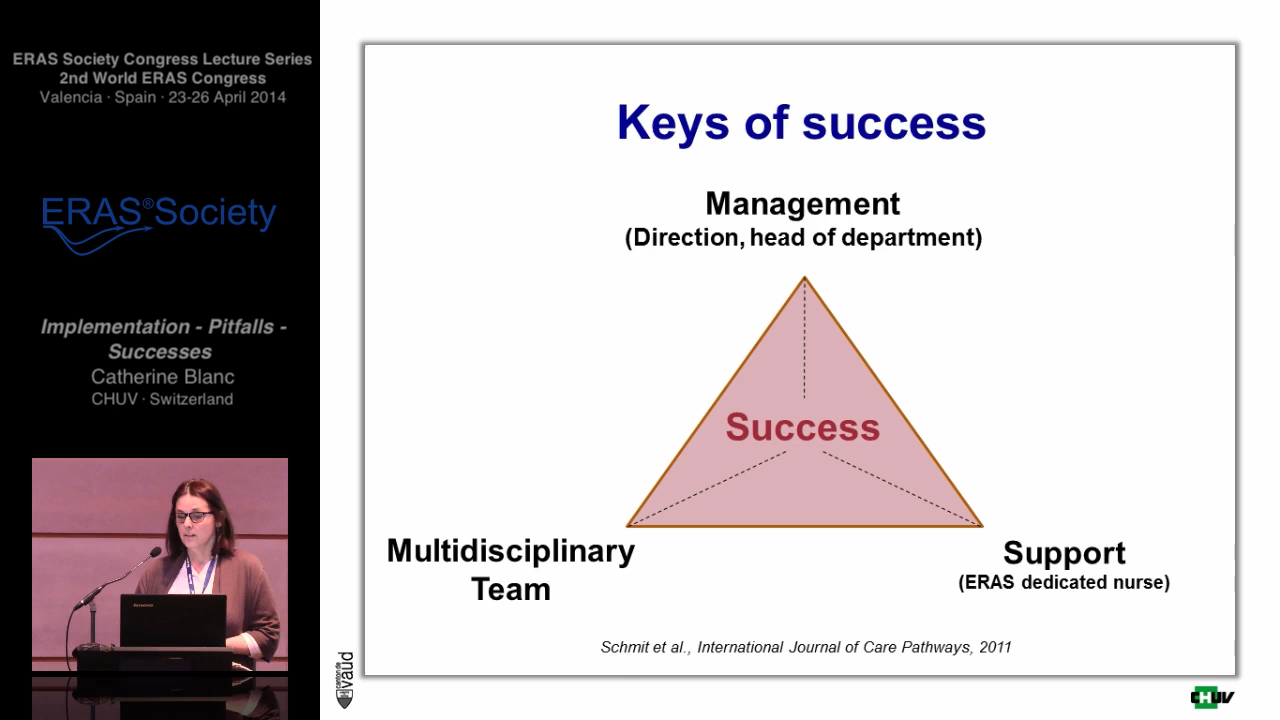 ERAS Society Congress Lecture Series
2nd World ERAS Congress
Valencia · Spain · 23-26 April 2014
ERAS®Society
Implementation - Pitfalls -
Successes
Catherine Blanc
CHUV · Switzerland
lenovo
Keys of success
Management
(Direction, head of department)
Success
Multidisciplinary
Team
Support
(ERAS dedicated nurse)
Schmit et al., International Journal of Care Pathways, 2011
canton de
vaud
CHUV